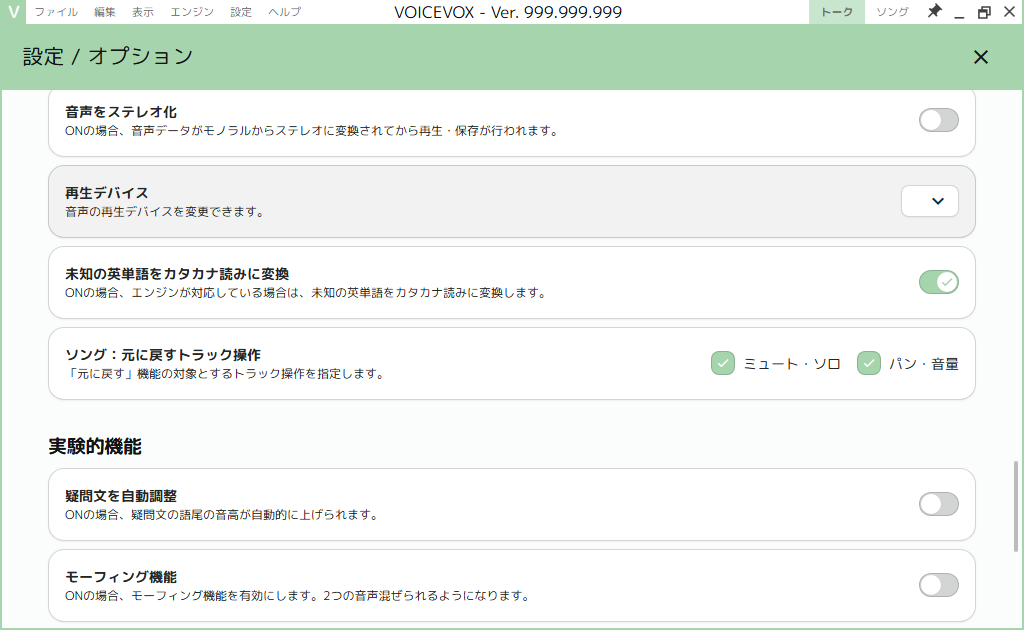 V ファイル 編集 表示 エンジン 設定 ヘルプ VOICEVOX - Ver. 999.999.999 トーク ソング
設定 / オプション
音声をステレオ化
ONの場合、音声データがモノラルからステレオに変換されてから再生・保存が行われます。
再生デバイス
音声の再生デバイスを変更できます。
未知の英単語をカタカナ読みに変換
ONの場合、エンジンが対応している場合は、未知の英単語をカタカナ読みに変換します。
ソング：元に戻すトラック操作
「元に戻す」機能の対象とするトラック操作を指定します。
ミュート・ソロ パン・音量
実験的機能
疑問文を自動調整
ONの場合、疑問文の語尾の音高が自動的に上げられます。
モーフィング機能
ONの場合、モーフィング機能を有効にします。2つの音声混ぜられるようになります。